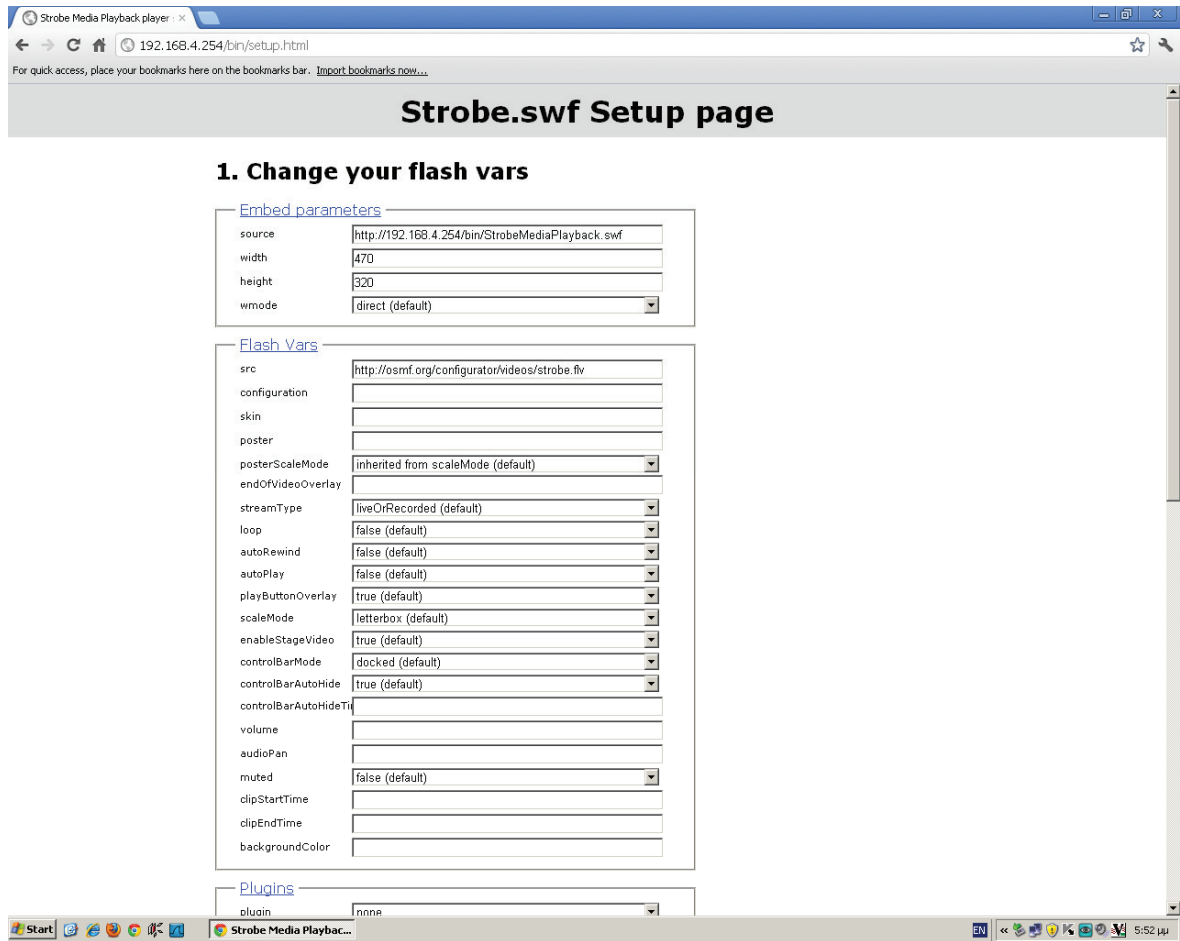 Strobe Media Playback player :
192.168.4.254/bin/setup.html
For quick access, place your bookmarks here on the bookmarks bar. Import bookmarks now...
Strobe.swf Setup page
1. Change your flash vars
Embed parameters
source http://192.168.4.254/bin/StrobeMediaPlayback.swf
width 470
height 320
wmode direct (default)
Flash Vars
src http://osmf.org/configurator/videos/strobe.flv
configuration
skin
poster
posterScaleMode inherited from scaleMode (default)
endOfVideoOverlay
streamType liveOrRecorded (default)
loop false (default)
autoRewind false (default)
autoPlay false (default)
playButtonOverlay true (default)
scaleMode letterbox (default)
enableStageVideo true (default)
controlBarMode docked (default)
controlBarAutoHide true (default)
controlBarAutoHideTi
volume
audioPan
muted false (default)
clipStartTime
clipEndTime
backgroundColor
Plugins
plugin none
Start Strobe Media Playbac... EN « 5:52 μμ